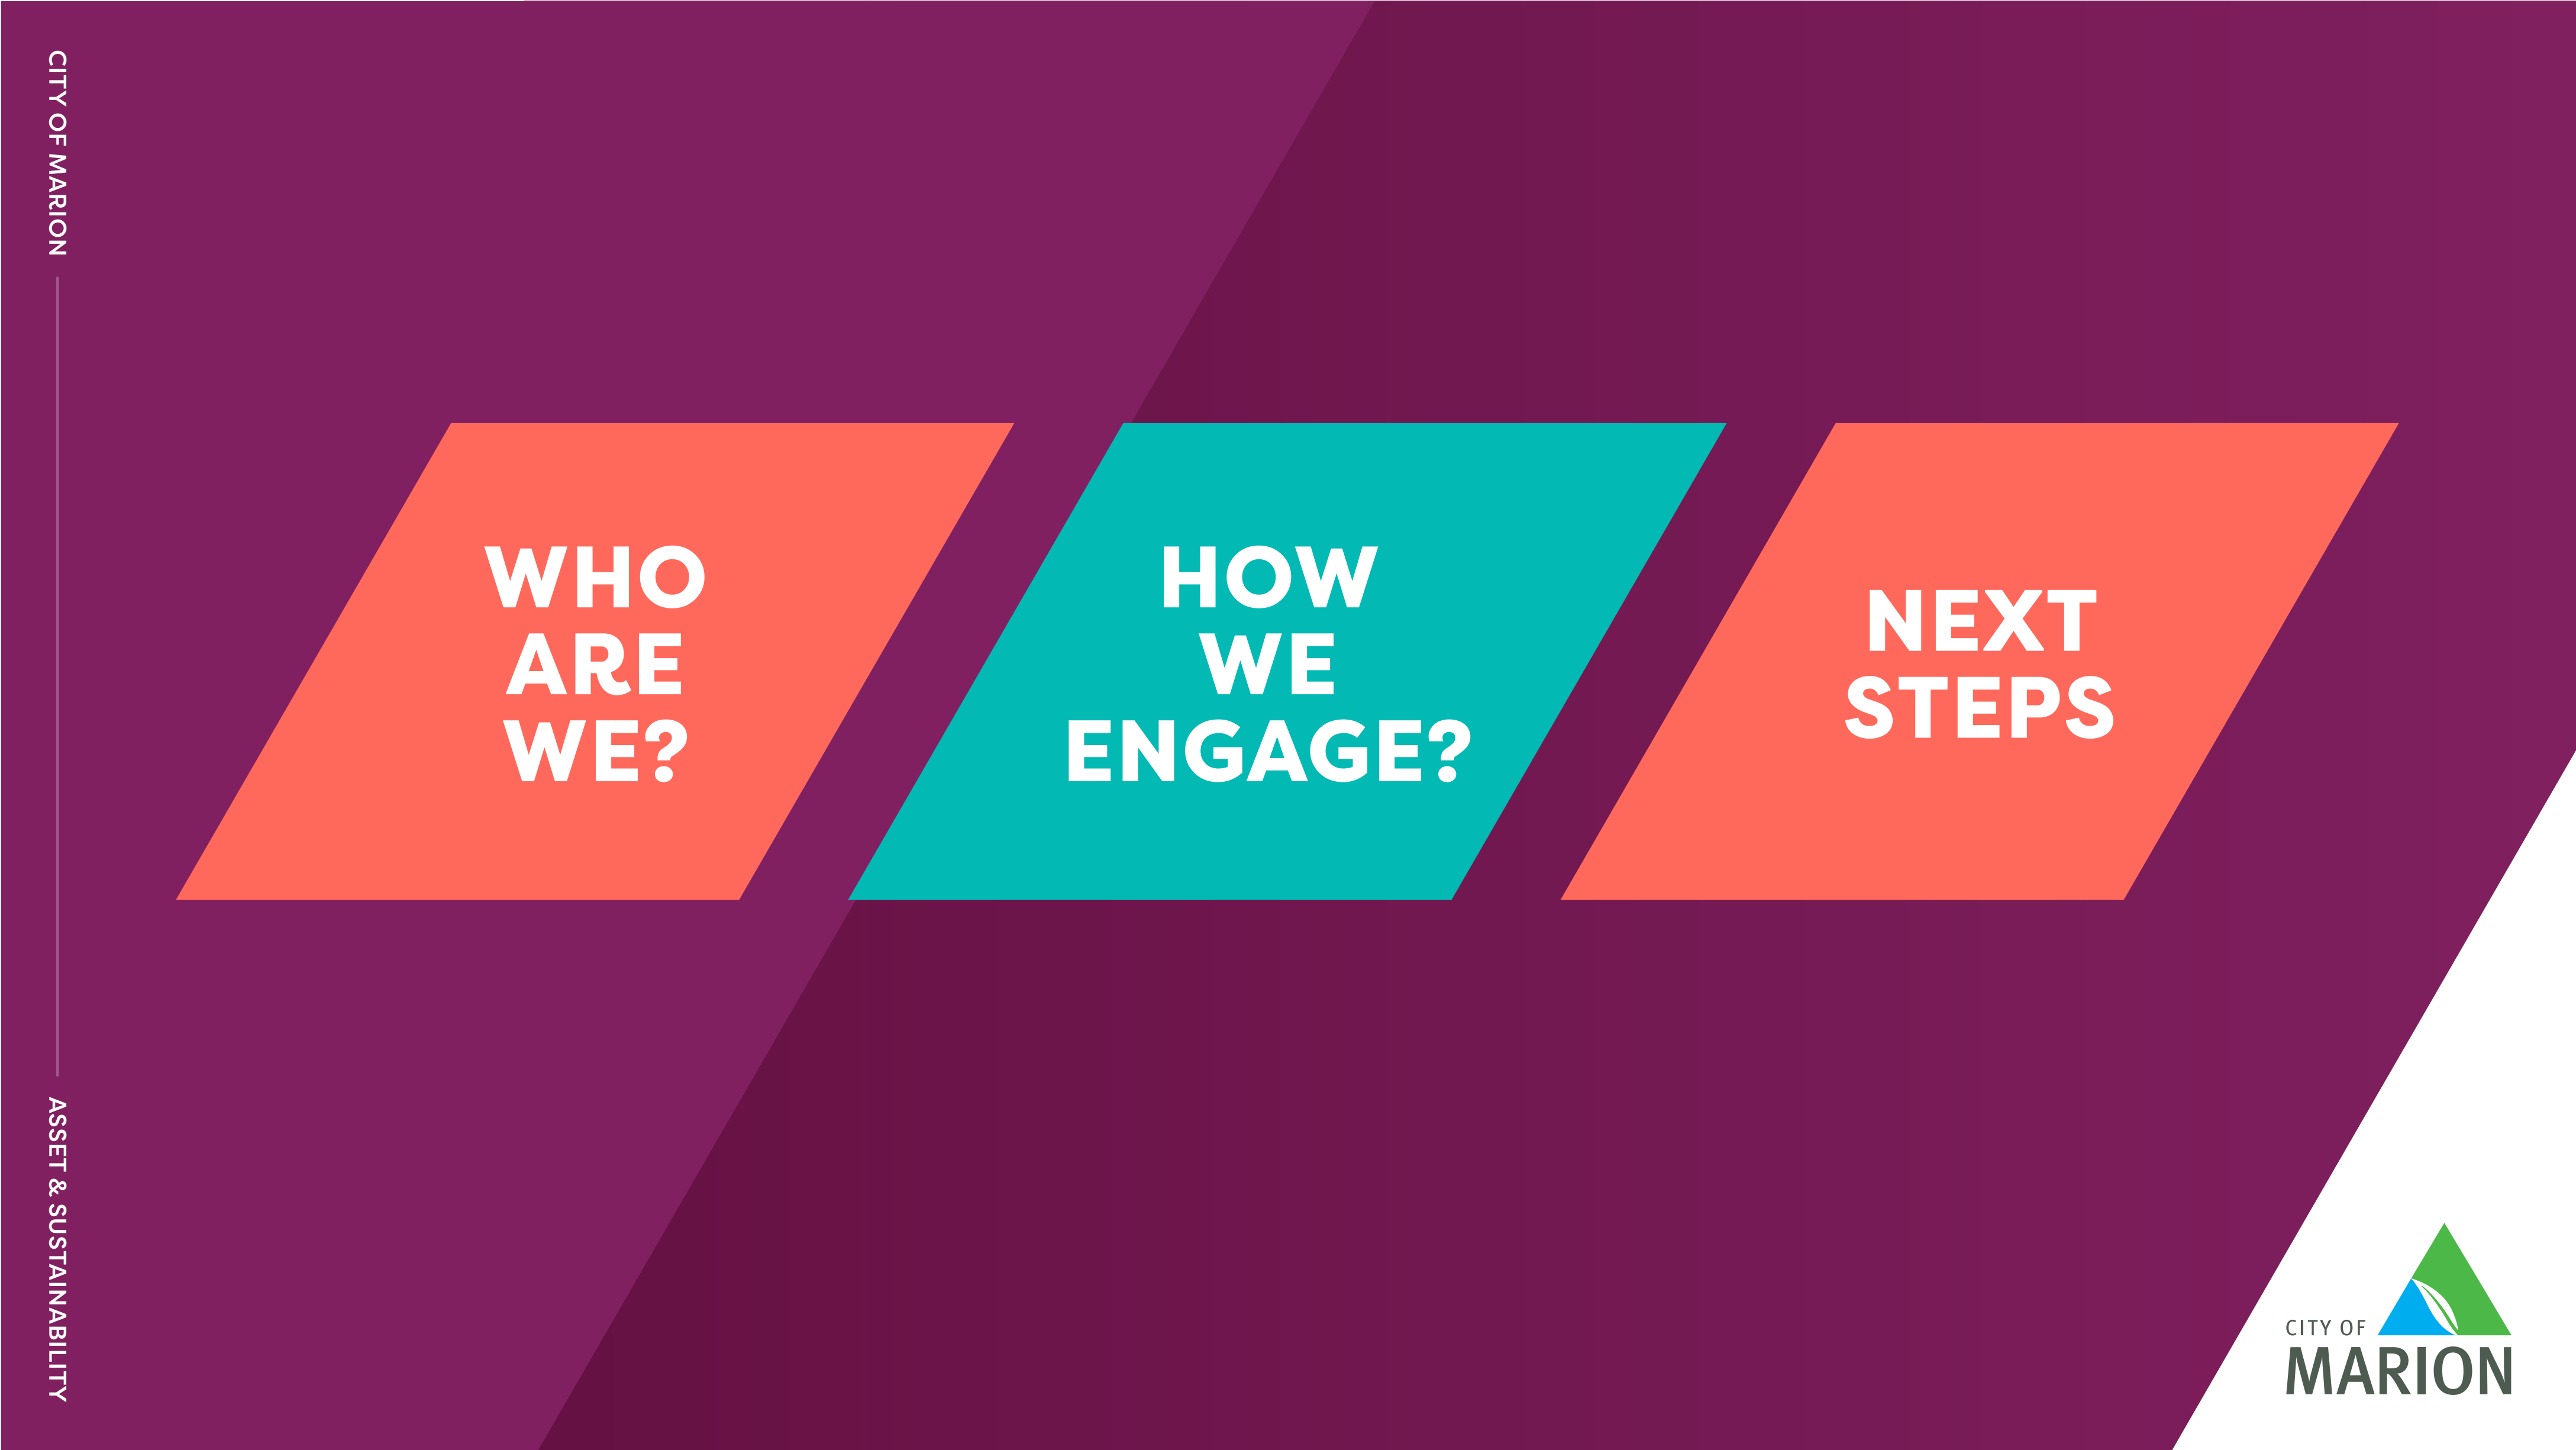 CITY OF MARION
ASSET & SUSTAINABILITY
WHO
ARE
WE?
HOW
WE
ENGAGE?
NEXT
STEPS
CITY OF
MARION